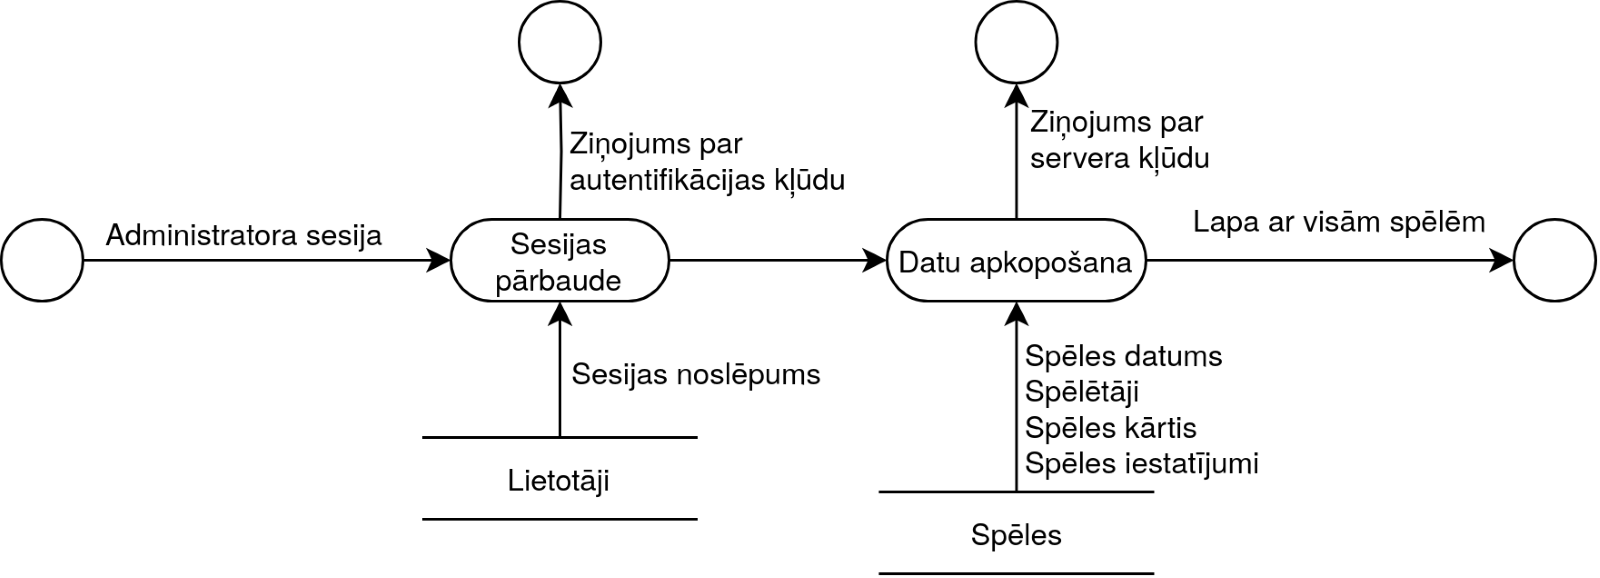 Ziņojums par
autentifikācijas kļūdu
Ziņojums par
servera kļūdu
Administratora sesija
Sesijas
pārbaude
Datu apkopošana
Lapa ar visām spēlēm
Sesijas noslēpums
Spēles datums
Spēlētāji
Spēles kārtis
Spēles iestatījumi
Lietotāji
Spēles